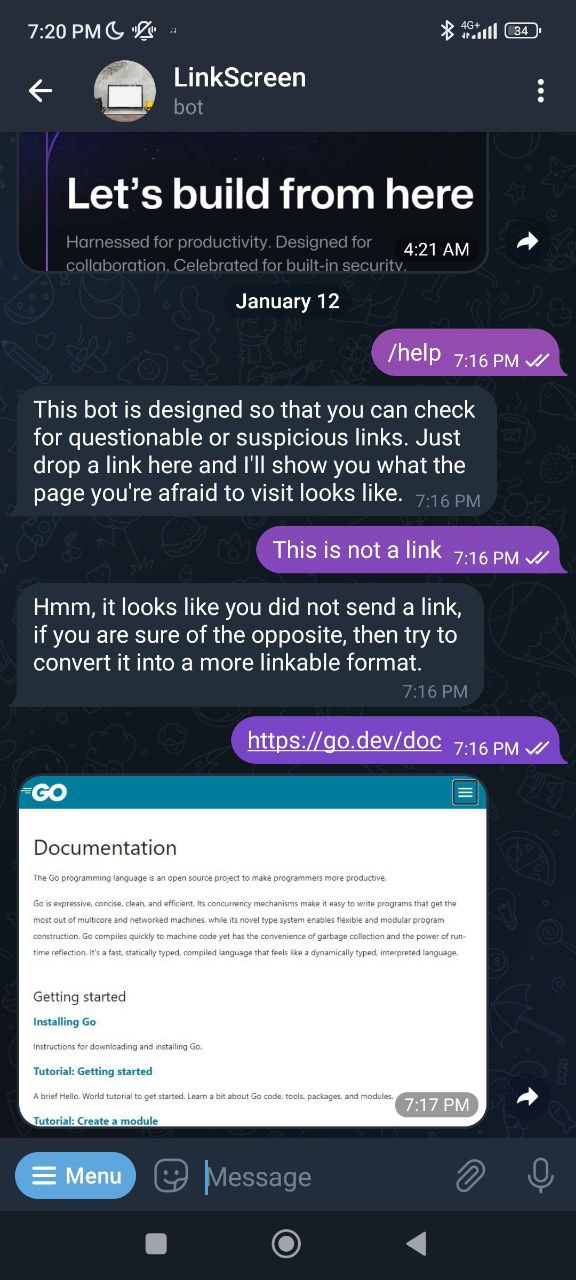 7:20 PM
4G+
34
LinkScreen
bot
Let's build from here
Harnessed for productivity. Designed for
collaboration. Celebrated for built-in security.
4:21 AM
January 12
/help 7:16 PM
This bot is designed so that you can check
for questionable or suspicious links. Just
drop a link here and I'll show you what the
page you're afraid to visit looks like. 7:16 PM
This is not a link 7:16 PM
Hmm, it looks like you did not send a link,
if you are sure of the opposite, then try to
convert it into a more linkable format.
7:16 PM
https://go.dev/doc 7:16 PM
GO
Documentation
The Go programming language is an open source project to make programmers more productive.
Go is expressive, concise, clean, and efficient. Its concurrency mechanisms make it easy to write programs that get the
most out of multicore and networked machines, while its novel type system enables flexible and modular program
construction. Go compiles quickly to machine code yet has the convenience of garbage collection and the power of run-
time reflection. It's a fast, statically typed, compiled language that feels like a dynamically typed, interpreted language.
Getting started
Installing Go
Instructions for downloading and installing Go.
Tutorial: Getting started
A brief Hello, World tutorial to get started. Learn a bit about Go code, tools, packages, and modules.
7:17 PM
Tutorial: Create a module
Menu
Message